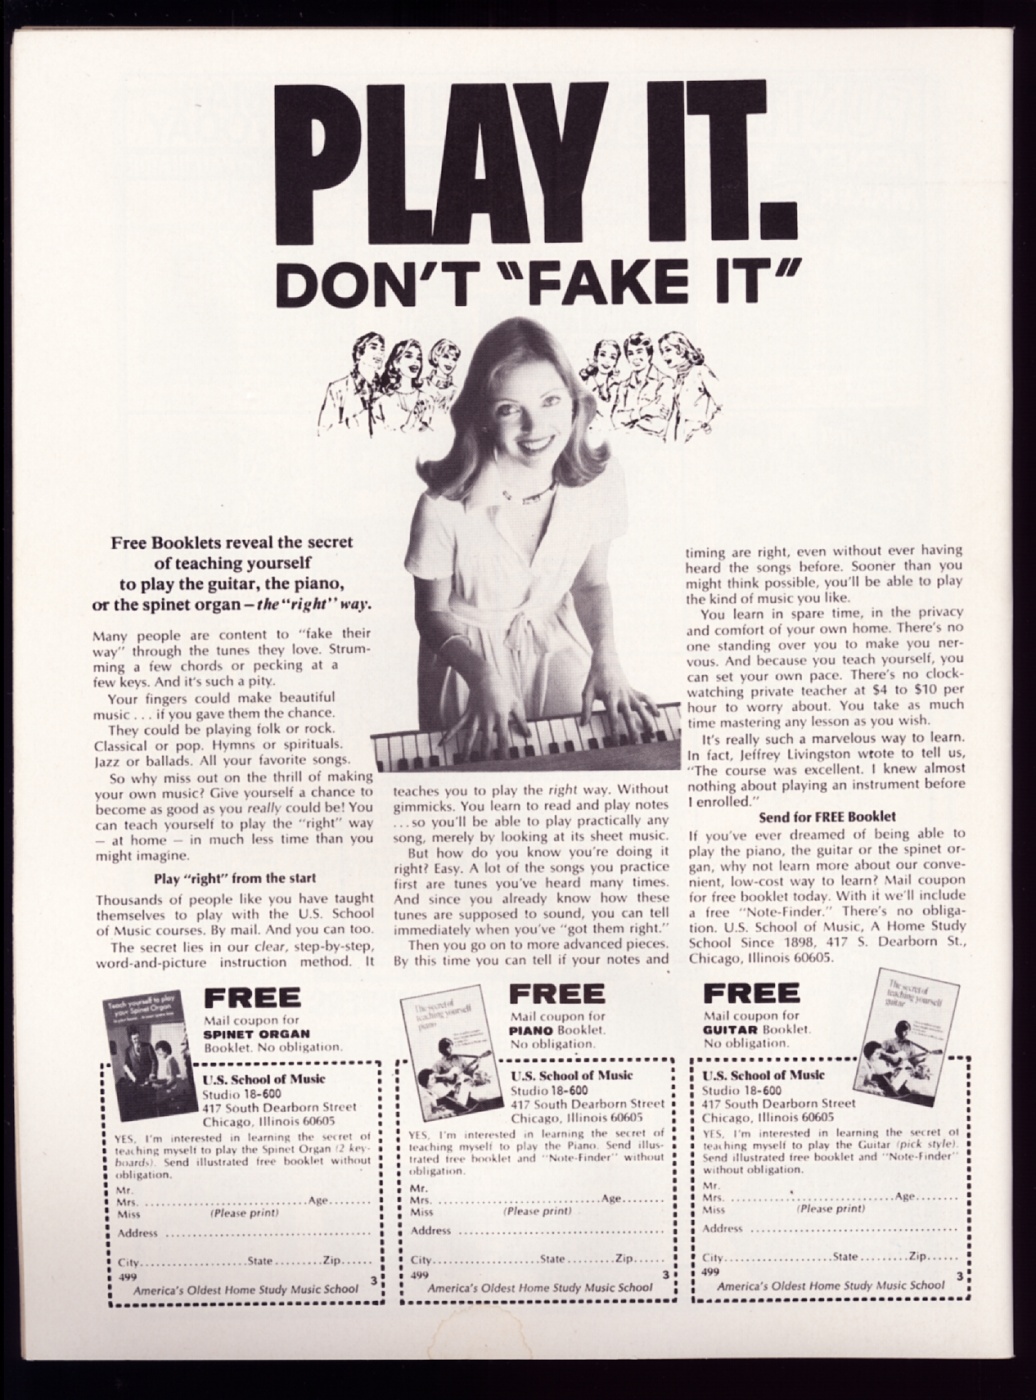 PLAY IT.
DON'T "FAKE IT"
Free Booklets reveal the secret
of teaching yourself
to play the guitar, the piano,
or the spinet organ – the "right" way.
Many people are content to "fake their
way" through the tunes they love. Strum-
ming a few chords or pecking at a
few keys. And it's such a pity.
Your fingers could make beautiful
music . . . if you gave them the chance.
They could be playing folk or rock.
Classical or pop. Hymns or spirituals.
Jazz or ballads. All your favorite songs.
So why miss out on the thrill of making
your own music? Give yourself a chance to
become as good as you really could be! You
can teach yourself to play the "right" way
— at home — in much less time than you
might imagine.
Play "right" from the start
Thousands of people like you have taught
themselves to play with the U.S. School
of Music courses. By mail. And you can too.
The secret lies in our clear, step-by-step,
word-and-picture instruction method. It
teaches you to play the right way. Without
gimmicks. You learn to read and play notes
. . . so you'll be able to play practically any
song, merely by looking at its sheet music.
But how do you know you're doing it
right? Easy. A lot of the songs you practice
first are tunes you've heard many times.
And since you already know how these
tunes are supposed to sound, you can tell
immediately when you've "got them right."
Then you go on to more advanced pieces.
By this time you can tell if your notes and
timing are right, even without ever having
heard the songs before. Sooner than you
might think possible, you'll be able to play
the kind of music you like.
You learn in spare time, in the privacy
and comfort of your own home. There's no
one standing over you to make you ner-
vous. And because you teach yourself, you
can set your own pace. There's no clock-
watching private teacher at $4 to $10 per
hour to worry about. You take as much
time mastering any lesson as you wish.
It's really such a marvelous way to learn.
In fact, Jeffrey Livingston wtote to tell us,
"The course was excellent. I knew almost
nothing about playing an instrument before
I enrolled."
Send for FREE Booklet
If you've ever dreamed of being able to
play the piano, the guitar or the spinet or-
gan, why not learn more about our conve-
nient, low-cost way to learn? Mail coupon
for free booklet today. With it we'll include
a free "Note-Finder." There's no obliga-
tion. U.S. School of Music, A Home Study
School Since 1898, 417 S. Dearborn St.,
Chicago, Illinois 60605.
Teach yourself to play
your Spinet Organ
FREE
Mail coupon for
SPINET ORGAN
Booklet. No obligation.
U.S. School of Music
Studio 18-600
417 South Dearborn Street
Chicago, Illinois 60605
YES, I'm interested in learning the secret of
teaching myself to play the Spinet Organ (2 key-
boards). Send illustrated free booklet without
obligation.
Mr.
Mrs. ................................ Age.......
Miss (Please print)
Address ........................................
City......................State.........Zip......
499 3
America's Oldest Home Study Music School
The secret of
teaching yourself
piano
FREE
Mail coupon for
PIANO Booklet.
No obligation.
U.S. School of Music
Studio 18-600
417 South Dearborn Street
Chicago, Illinois 60605
YES, I'm interested in learning the secret of
teaching myself to play the Piano. Send illus-
trated free booklet and "Note-Finder" without
obligation.
Mr.
Mrs. ................................ Age.......
Miss (Please print)
Address ........................................
City......................State.........Zip......
499 3
America's Oldest Home Study Music School
FREE
Mail coupon for
GUITAR Booklet.
No obligation.
The secret of
teaching yourself
guitar
U.S. School of Music
Studio 18-600
417 South Dearborn Street
Chicago, Illinois 60605
YES, I'm interested in learning the secret of
teaching myself to play the Guitar (pick style).
Send illustrated free booklet and "Note-Finder"
without obligation.
Mr.
Mrs. ................................ Age.......
Miss (Please print)
Address ........................................
City......................State.........Zip......
499 3
America's Oldest Home Study Music School